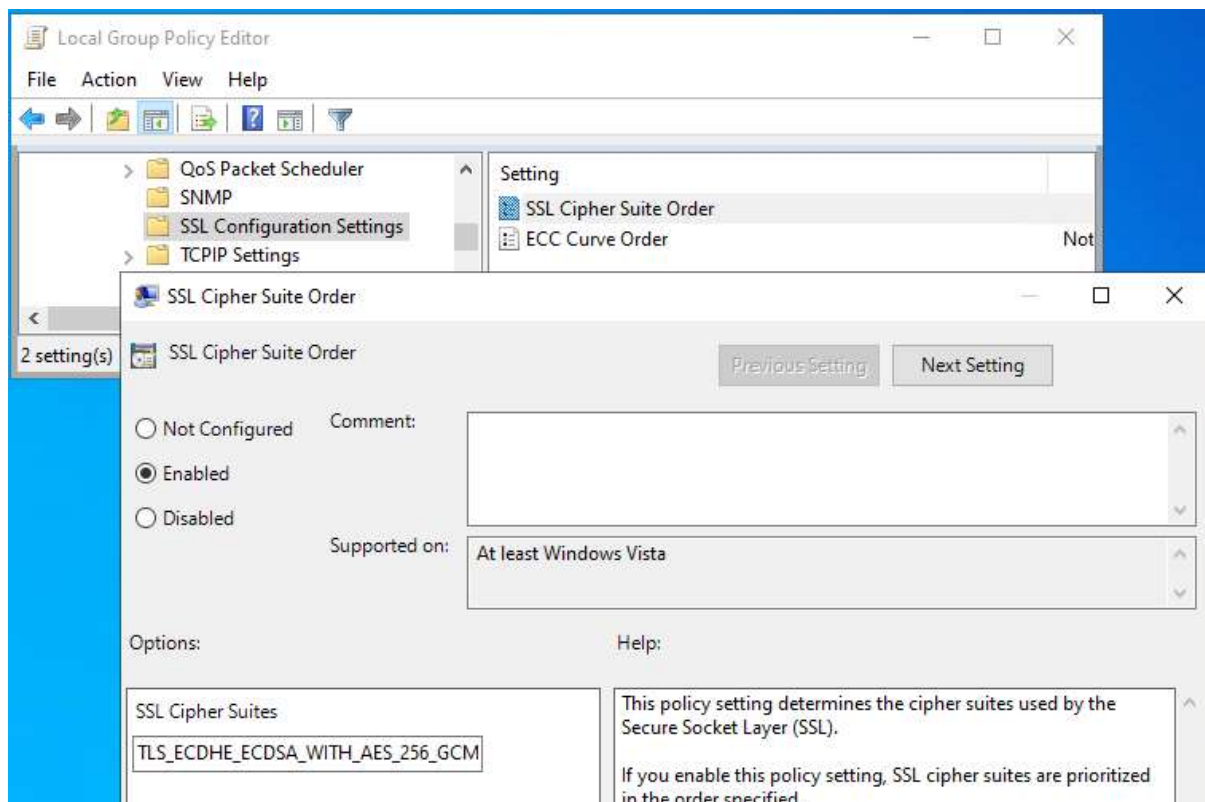 Local Group Policy Editor
File Action View Help
QoS Packet Scheduler
SNMP
SSL Configuration Settings
TCPIP Settings
Setting
SSL Cipher Suite Order
ECC Curve Order Not
2 setting(s)
SSL Cipher Suite Order
SSL Cipher Suite Order
Previous Setting Next Setting
Not Configured
Enabled
Disabled
Comment:
Supported on:
At least Windows Vista
Options:
Help:
SSL Cipher Suites
TLS_ECDHE_ECDSA_WITH_AES_256_GCM
This policy setting determines the cipher suites used by the
Secure Socket Layer (SSL).
If you enable this policy setting, SSL cipher suites are prioritized
in the order specified.